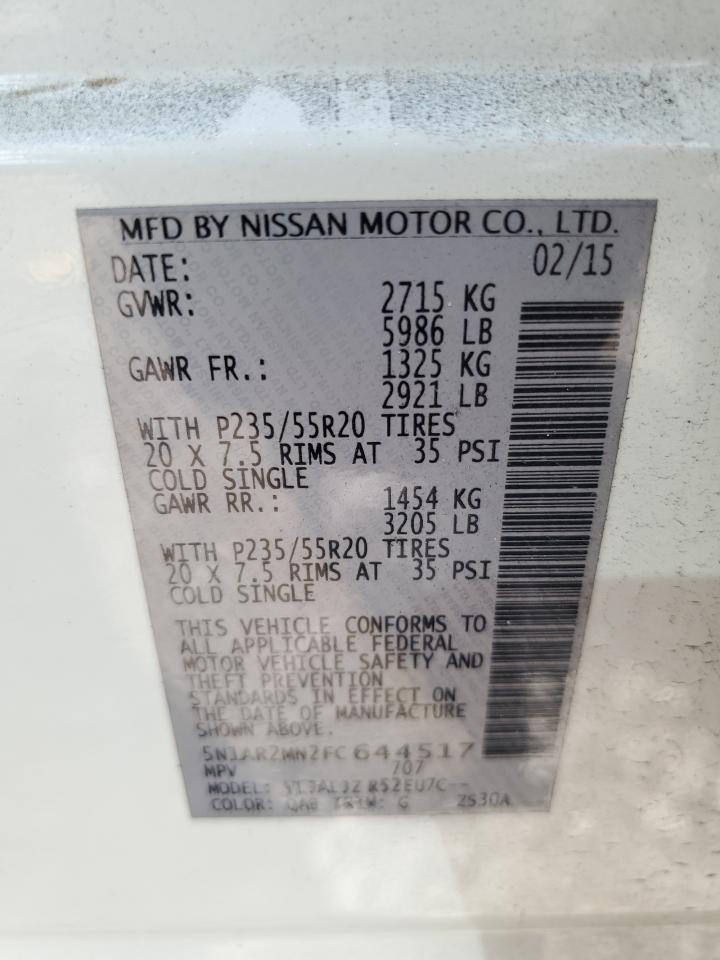 MFD BY NISSAN MOTOR CO., LTD.
DATE: 02/15
GVWR: 2715 KG
5986 LB
GAWR FR.: 1325 KG
2921 LB
WITH P235/55R20 TIRES
20 X 7.5 RIMS AT 35 PSI
COLD SINGLE
GAWR RR.: 1454 KG
3205 LB
WITH P235/55R20 TIRES
20 X 7.5 RIMS AT 35 PSI
COLD SINGLE
THIS VEHICLE CONFORMS TO
ALL APPLICABLE FEDERAL
MOTOR VEHICLE SAFETY AND
THEFT PREVENTION
STANDARDS IN EFFECT ON
THE DATE OF MANUFACTURE
SHOWN ABOVE.
5N1AR2MN2FC644517
MPV 707
MODEL:
COLOR: QAB TRIM: G ZS30A